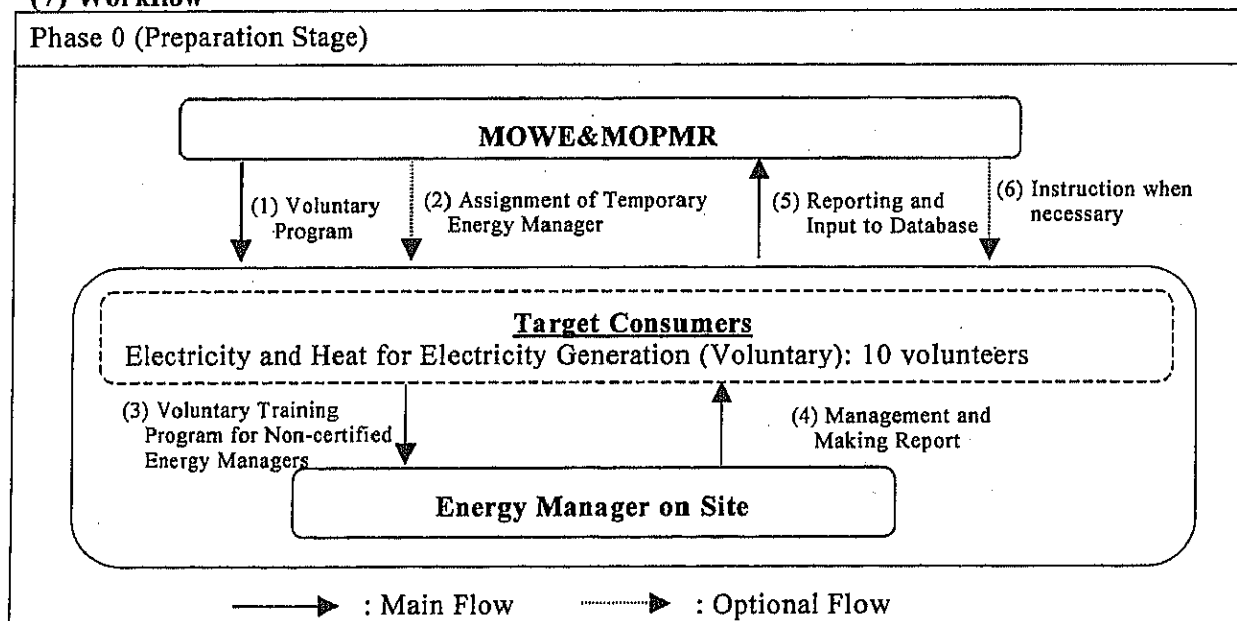 (7) Workflow
Phase 0 (Preparation Stage)
MOWE&MOPMR
(1) Voluntary
Program
(2) Assignment of Temporary
Energy Manager
(5) Reporting and
Input to Database
(6) Instruction when
necessary
Target Consumers
Electricity and Heat for Electricity Generation (Voluntary): 10 volunteers
(3) Voluntary Training
Program for Non-certified
Energy Managers
(4) Management and
Making Report
Energy Manager on Site
: Main Flow
: Optional Flow